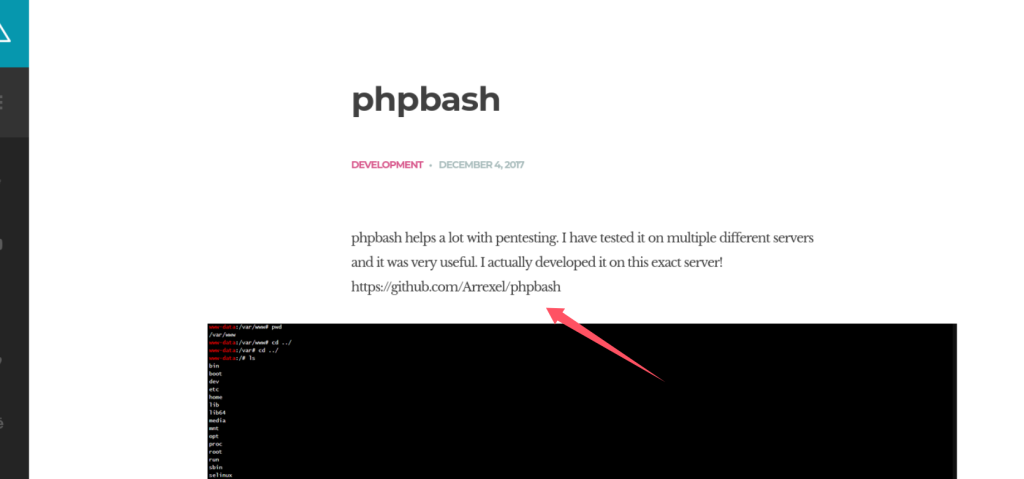 phpbash
DEVELOPMENT • DECEMBER 4, 2017
phpbash helps a lot with pentesting. I have tested it on multiple different servers
and it was very useful. I actually developed it on this exact server!
https://github.com/Arrexel/phpbash
www-data:/var/www# pwd
/var/www
www-data:/var/www# cd ../
www-data:/var# cd ../
www-data:/# ls
bin
boot
dev
etc
home
lib
lib64
media
mnt
opt
proc
root
run
sbin
selinux